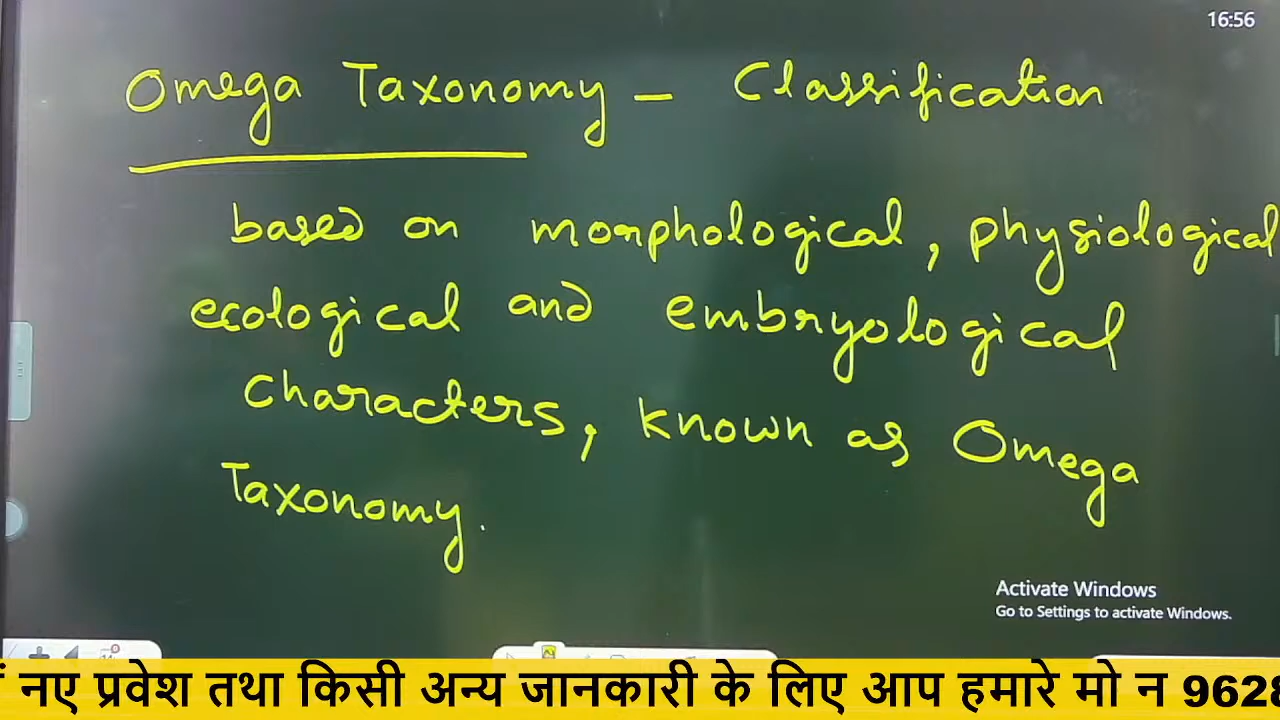 16:56
Omega Taxonomy - Classification
based on morphological, physiological
ecological and embryological
characters, known as Omega
Taxonomy.
Activate Windows
Go to Settings to activate Windows.
नए प्रवेश तथा किसी अन्य जानकारी के लिए आप हमारे मो न 9628